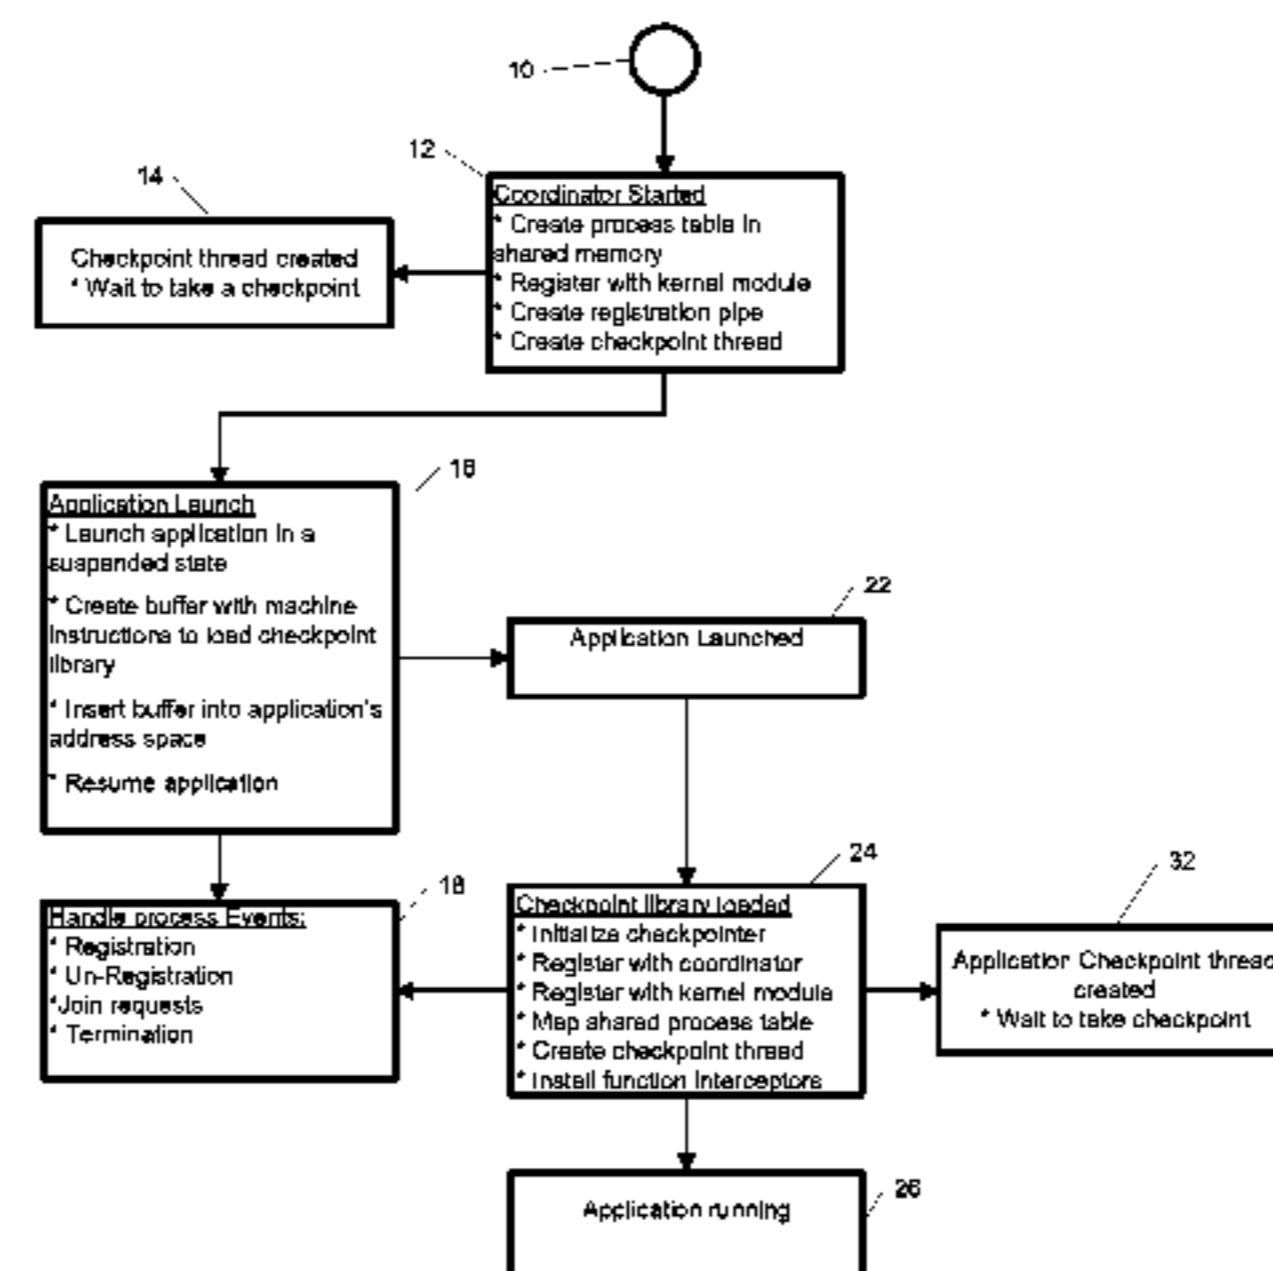 10
12
14
Coordinator Started
* Create process table in
shared memory
* Register with kernel module
* Create registration pipe
* Create checkpoint thread
Checkpoint thread created
* Wait to take a checkpoint
16
Application Launch
* Launch application in a
suspended state
* Create buffer with machine
instructions to load checkpoint
library
* Insert buffer into application's
address space
* Resume application
22
Application Launched
18
Handle process Events:
* Registration
* Un-Registration
*Join requests
* Termination
24
Checkpoint library loaded
* Initialize checkpointer
* Register with coordinator
* Register with kernel module
* Map shared process table
* Create checkpoint thread
* Install function interceptors
32
Application Checkpoint thread
created
* Wait to take checkpoint
26
Application running